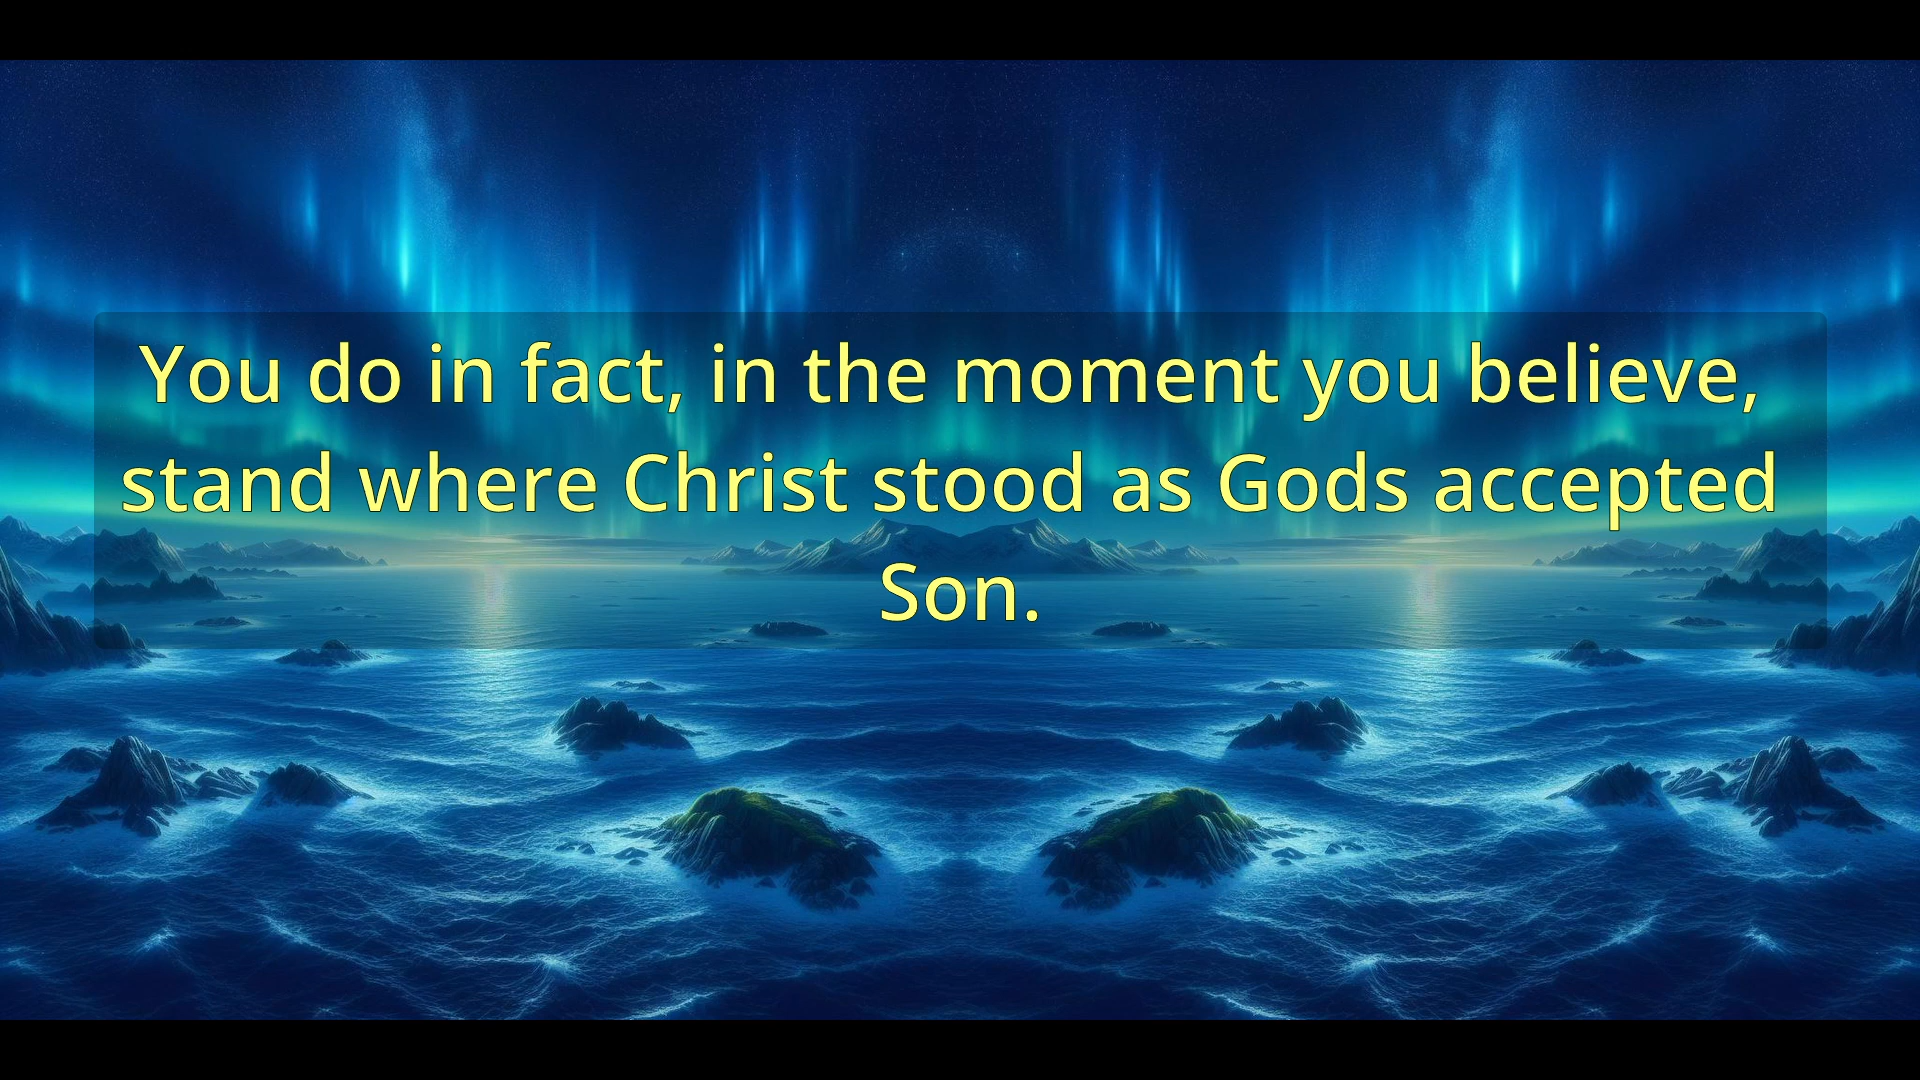 You do in fact, in the moment you believe,
stand where Christ stood as Gods accepted
Son.